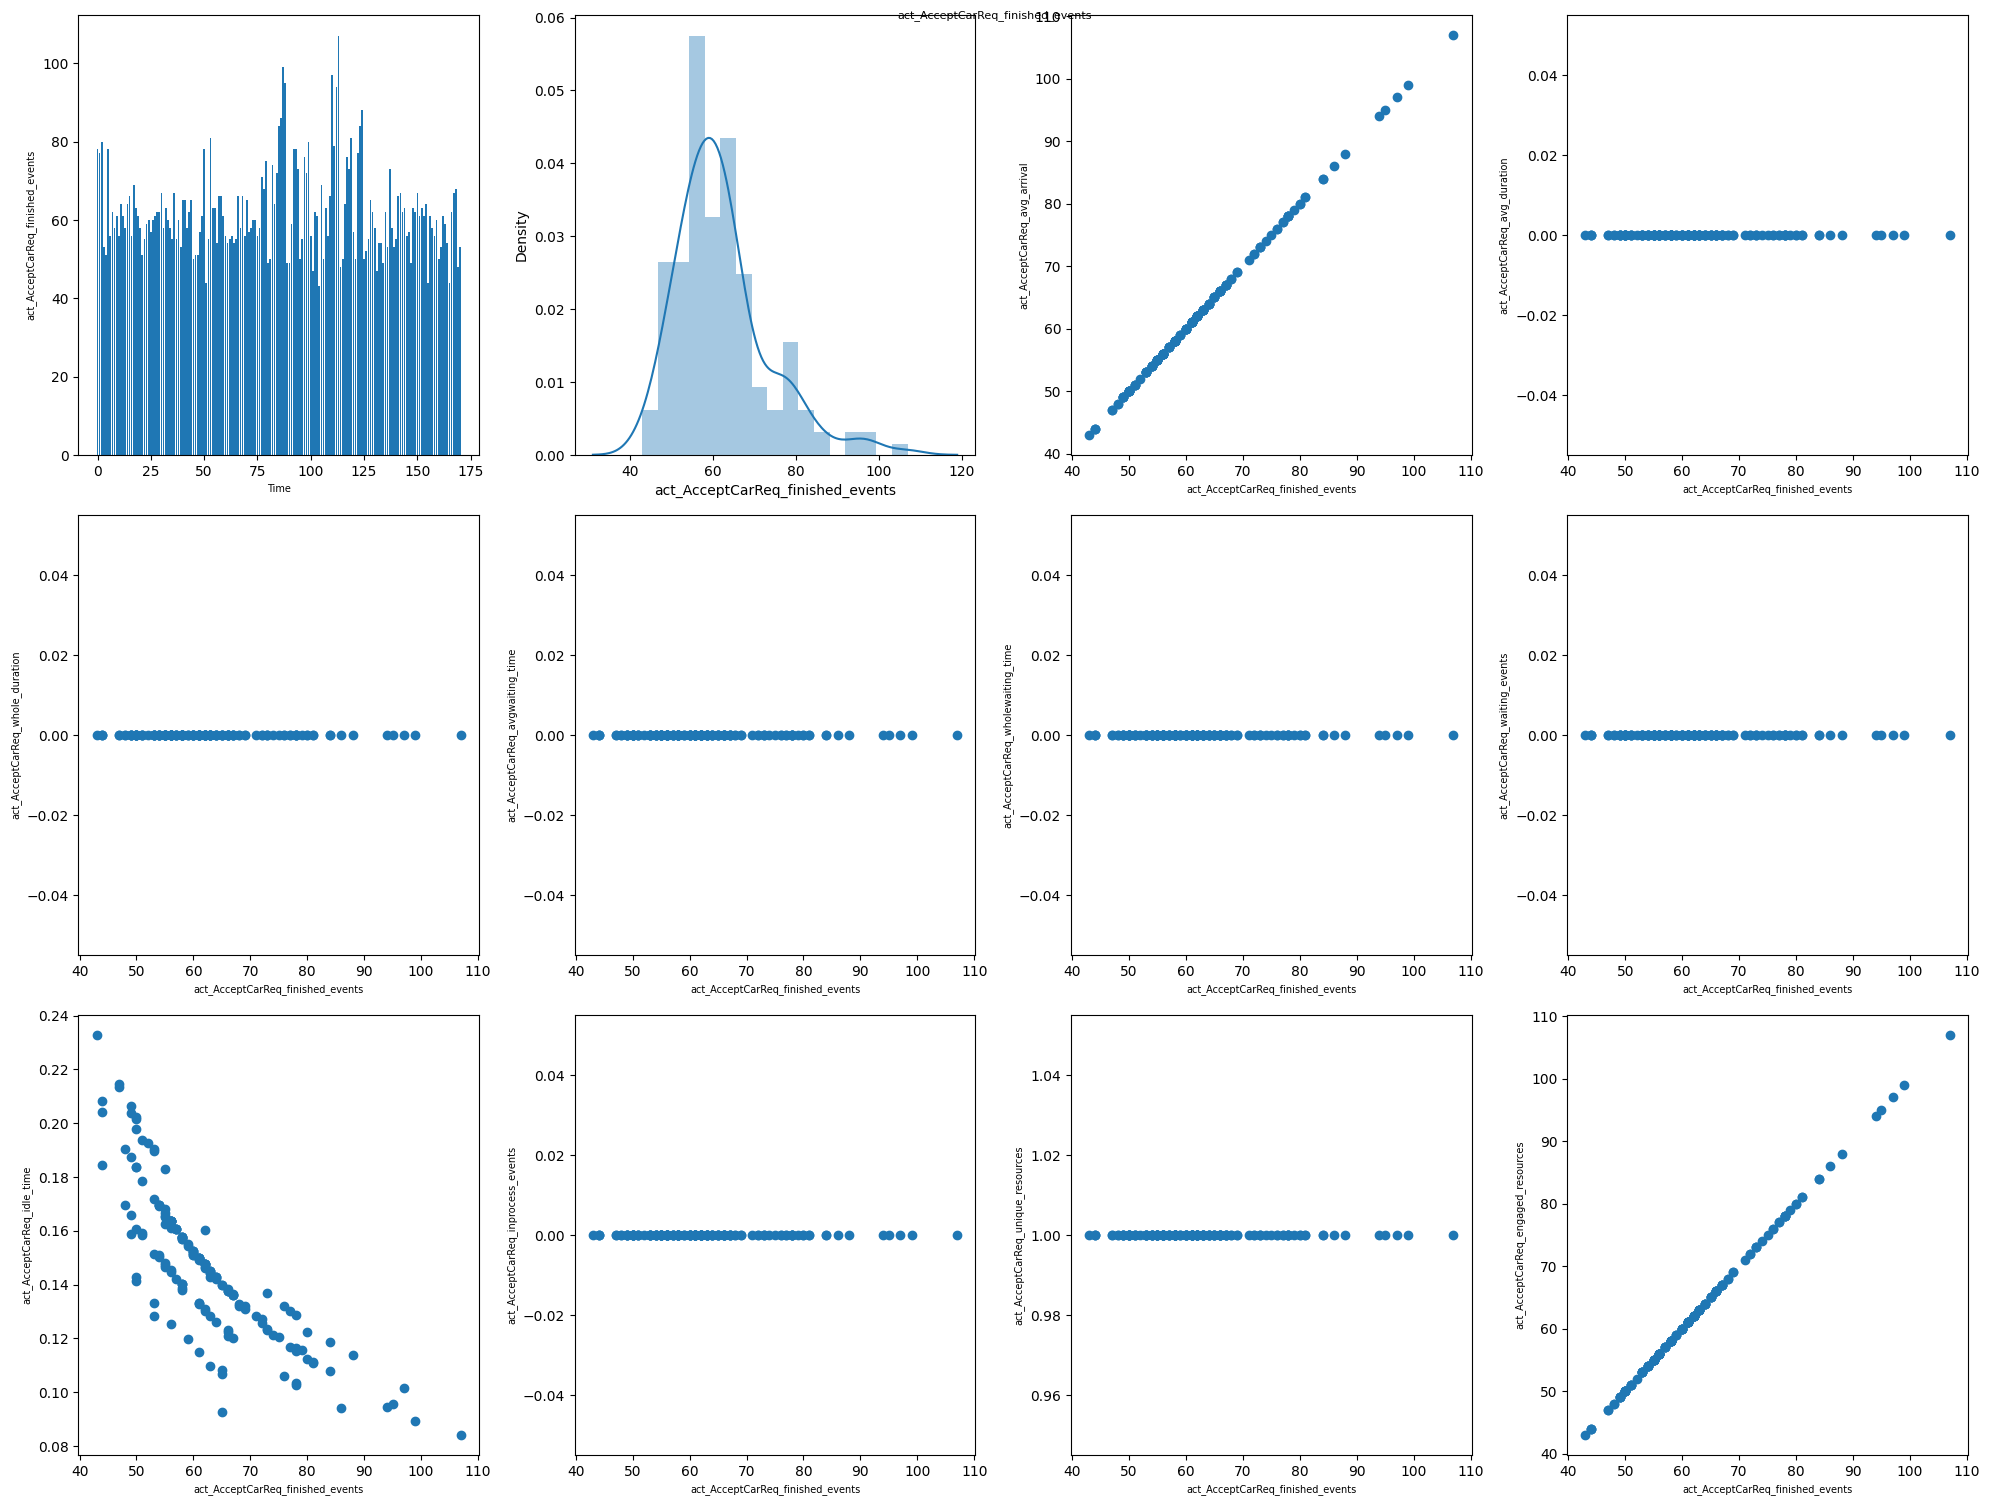 act_AcceptCarReq_finished_events
act_AcceptCarReq_finished_events
100
80
60
40
20
0
0 25 50 75 100 125 150 175
Time
Density
0.06
0.05
0.04
0.03
0.02
0.01
0.00
40 60 80 100 120
act_AcceptCarReq_finished_events
act_AcceptCarReq_avg_arrival
110
100
90
80
70
60
50
40
40 50 60 70 80 90 100 110
act_AcceptCarReq_finished_events
act_AcceptCarReq_avg_duration
0.04
0.02
0.00
−0.02
−0.04
40 50 60 70 80 90 100 110
act_AcceptCarReq_finished_events
act_AcceptCarReq_whole_duration
0.04
0.02
0.00
−0.02
−0.04
40 50 60 70 80 90 100 110
act_AcceptCarReq_finished_events
act_AcceptCarReq_avgwaiting_time
0.04
0.02
0.00
−0.02
−0.04
40 50 60 70 80 90 100 110
act_AcceptCarReq_finished_events
act_AcceptCarReq_wholewaiting_time
0.04
0.02
0.00
−0.02
−0.04
40 50 60 70 80 90 100 110
act_AcceptCarReq_finished_events
act_AcceptCarReq_waiting_events
0.04
0.02
0.00
−0.02
−0.04
40 50 60 70 80 90 100 110
act_AcceptCarReq_finished_events
act_AcceptCarReq_idle_time
0.24
0.22
0.20
0.18
0.16
0.14
0.12
0.10
0.08
40 50 60 70 80 90 100 110
act_AcceptCarReq_finished_events
act_AcceptCarReq_inprocess_events
0.04
0.02
0.00
−0.02
−0.04
40 50 60 70 80 90 100 110
act_AcceptCarReq_finished_events
act_AcceptCarReq_unique_resources
1.04
1.02
1.00
0.98
0.96
40 50 60 70 80 90 100 110
act_AcceptCarReq_finished_events
act_AcceptCarReq_engaged_resources
110
100
90
80
70
60
50
40
40 50 60 70 80 90 100 110
act_AcceptCarReq_finished_events